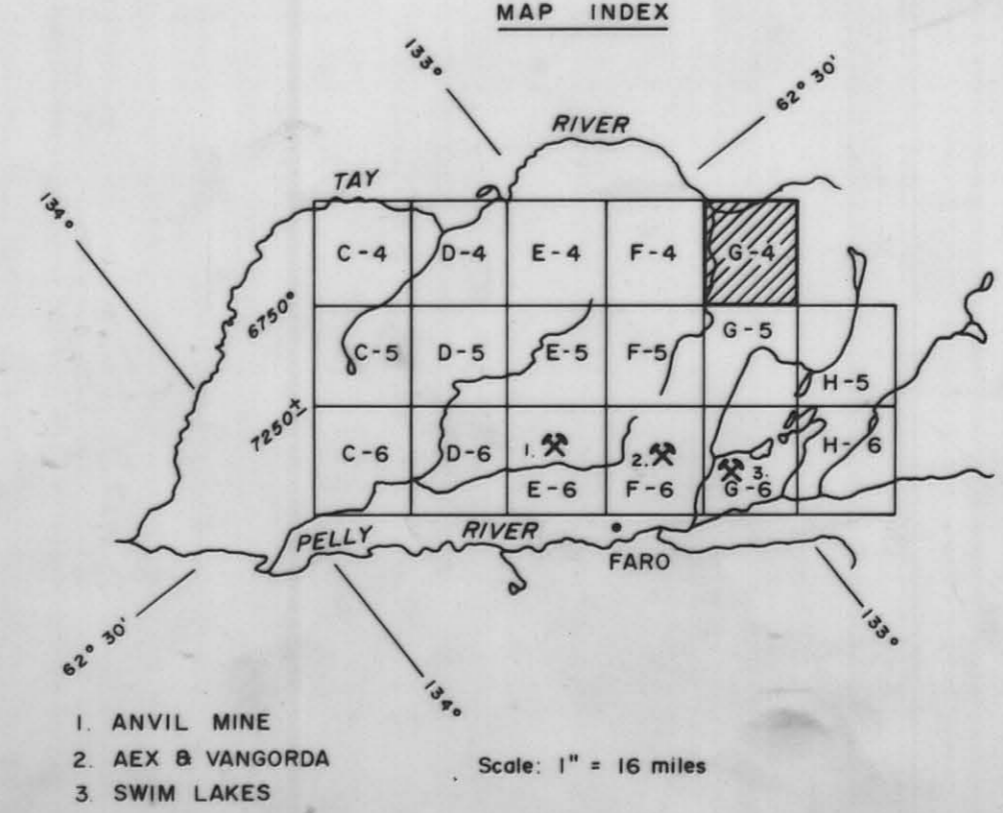 MAP INDEX
133°
62° 30'
RIVER
TAY
134°
C-4
D-4
E-4
F-4
G-4
6750°
C-5
D-5
E-5
F-5
G-5
H-5
7250±
C-6
D-6
1.
E-6
2.
F-6
3.
G-6
H-6
PELLY
RIVER
FARO
62° 30'
134°
133°
1. ANVIL MINE
2. AEX & VANGORDA
3. SWIM LAKES
Scale: 1" = 16 miles